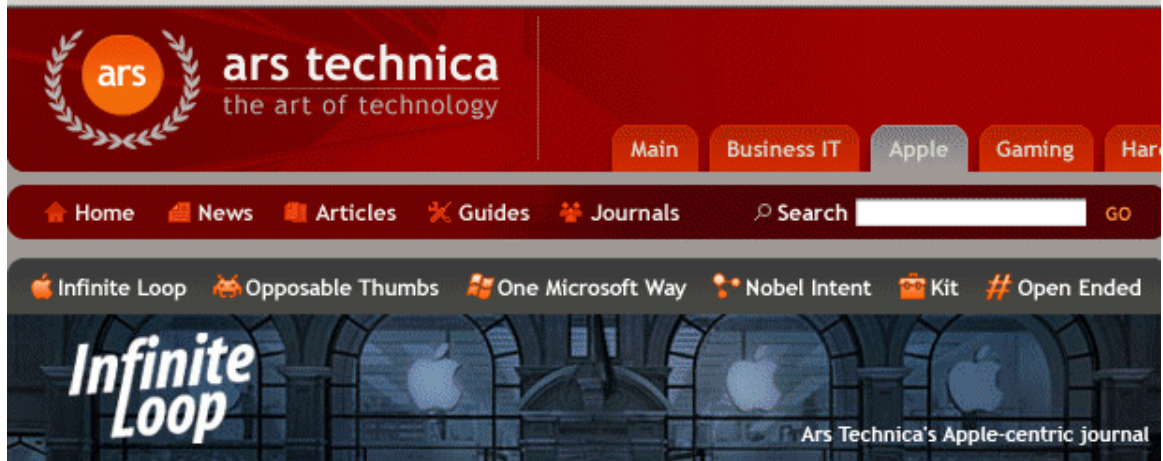 ars
ars technica
the art of technology
Main Business IT Apple Gaming
Home News Articles Guides Journals Search GO
Infinite Loop Opposable Thumbs One Microsoft Way Nobel Intent Kit # Open Ended
Infinite
Loop
Ars Technica's Apple-centric journal